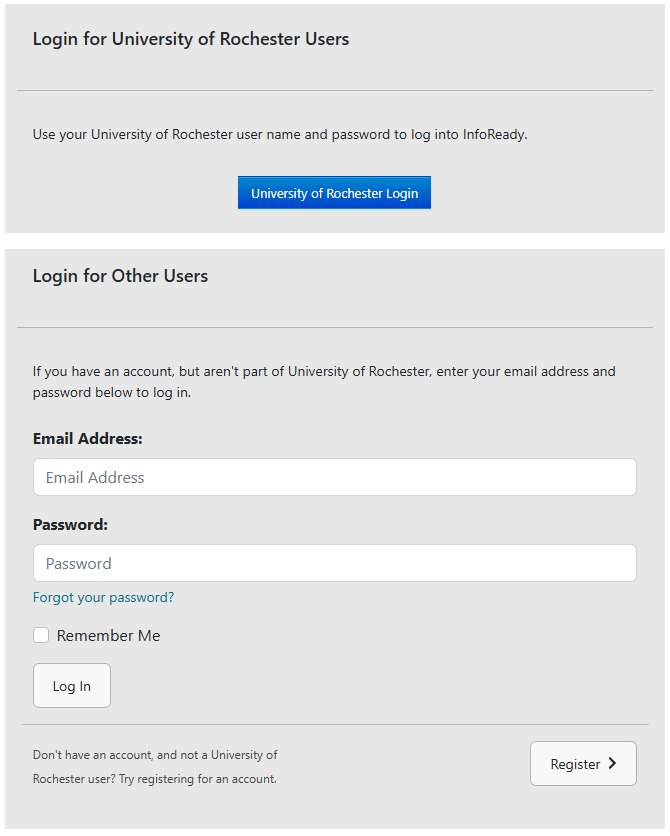 Login for University of Rochester Users
Use your University of Rochester user name and password to log into InfoReady.
University of Rochester Login
Login for Other Users
If you have an account, but aren't part of University of Rochester, enter your email address and
password below to log in.
Email Address:
Email Address
Password:
Password
Forgot your password?
Remember Me
Log In
Don't have an account, and not a University of
Rochester user? Try registering for an account.
Register